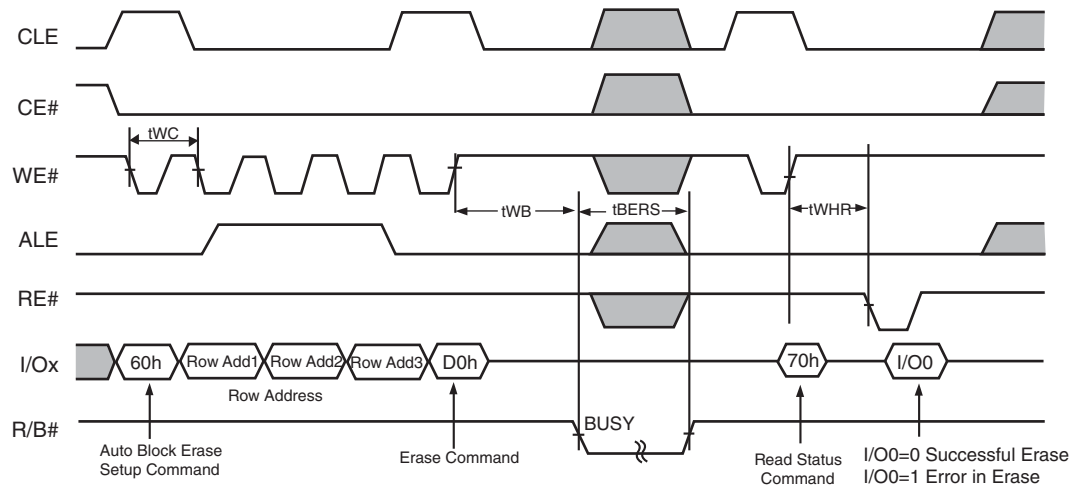 CLE
CE#
tWC
WE#
tWB
tBERS
tWHR
ALE
RE#
I/Ox
60h
Row Add1
Row Add2
Row Add3
D0h
70h
I/O0
Row Address
R/B#
BUSY
Auto Block Erase
Setup Command
Erase Command
Read Status
Command
I/O0=0 Successful Erase
I/O0=1 Error in Erase